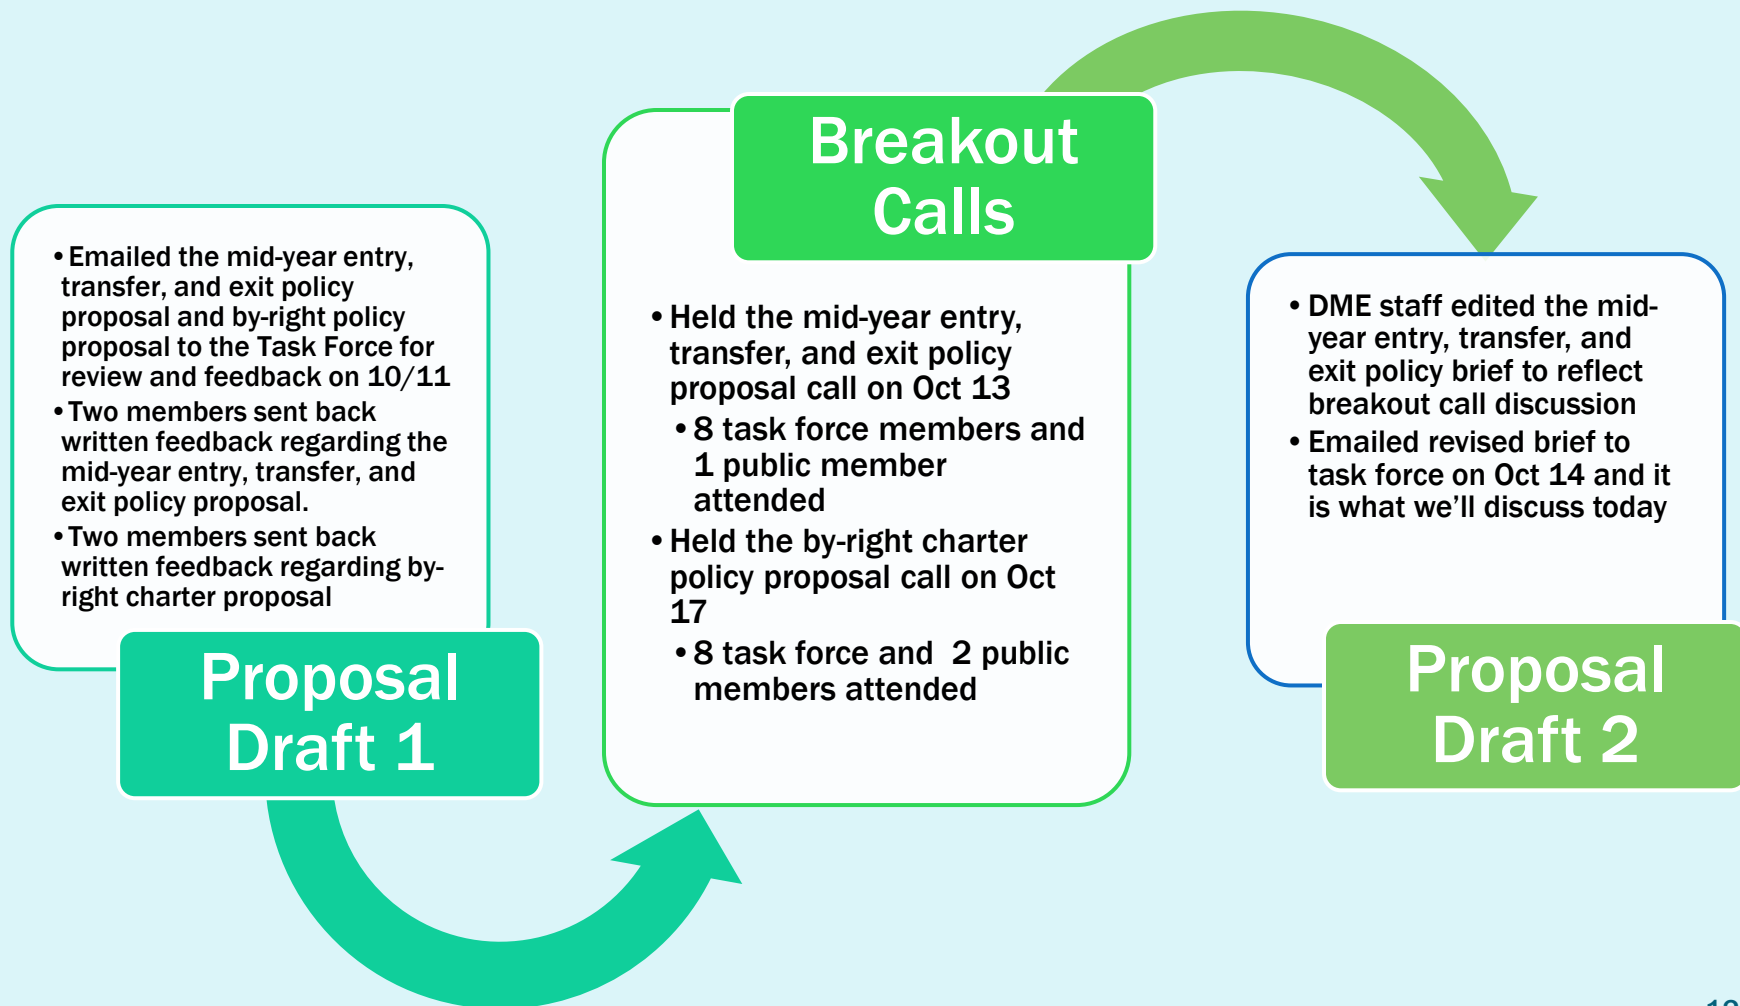 •Emailed the mid-year entry,
transfer, and exit policy
proposal and by-right policy
proposal to the Task Force for
review and feedback on 10/11
•Two members sent back
written feedback regarding the
mid-year entry, transfer, and
exit policy proposal.
•Two members sent back
written feedback regarding by-
right charter proposal
Proposal
Draft 1
Breakout
Calls
•Held the mid-year entry,
transfer, and exit policy
proposal call on Oct 13
•8 task force members and
1 public member
attended
•Held the by-right charter
policy proposal call on Oct
17
•8 task force and 2 public
members attended
•DME staff edited the mid-
year entry, transfer, and
exit policy brief to reflect
breakout call discussion
•Emailed revised brief to
task force on Oct 14 and it
is what we’ll discuss today
Proposal
Draft 2